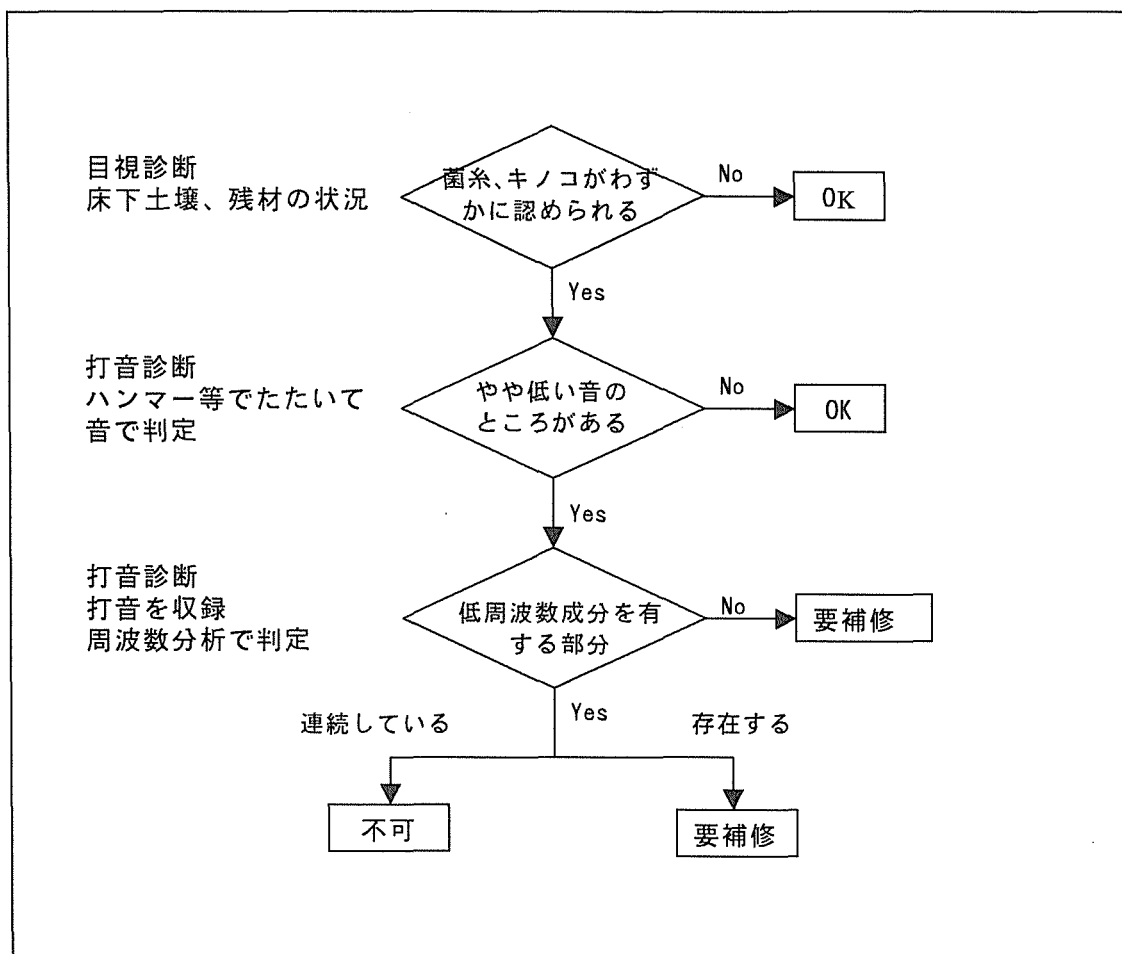 目視診断
床下土壌、残材の状況
菌糸、キノコがわず
かに認められる
No
OK
Yes
打音診断
ハンマー等でたたいて
音で判定
やや低い音の
ところがある
No
OK
Yes
打音診断
打音を収録
周波数分析で判定
低周波数成分を有
する部分
No
要補修
連続している
Yes
存在する
不可
要補修